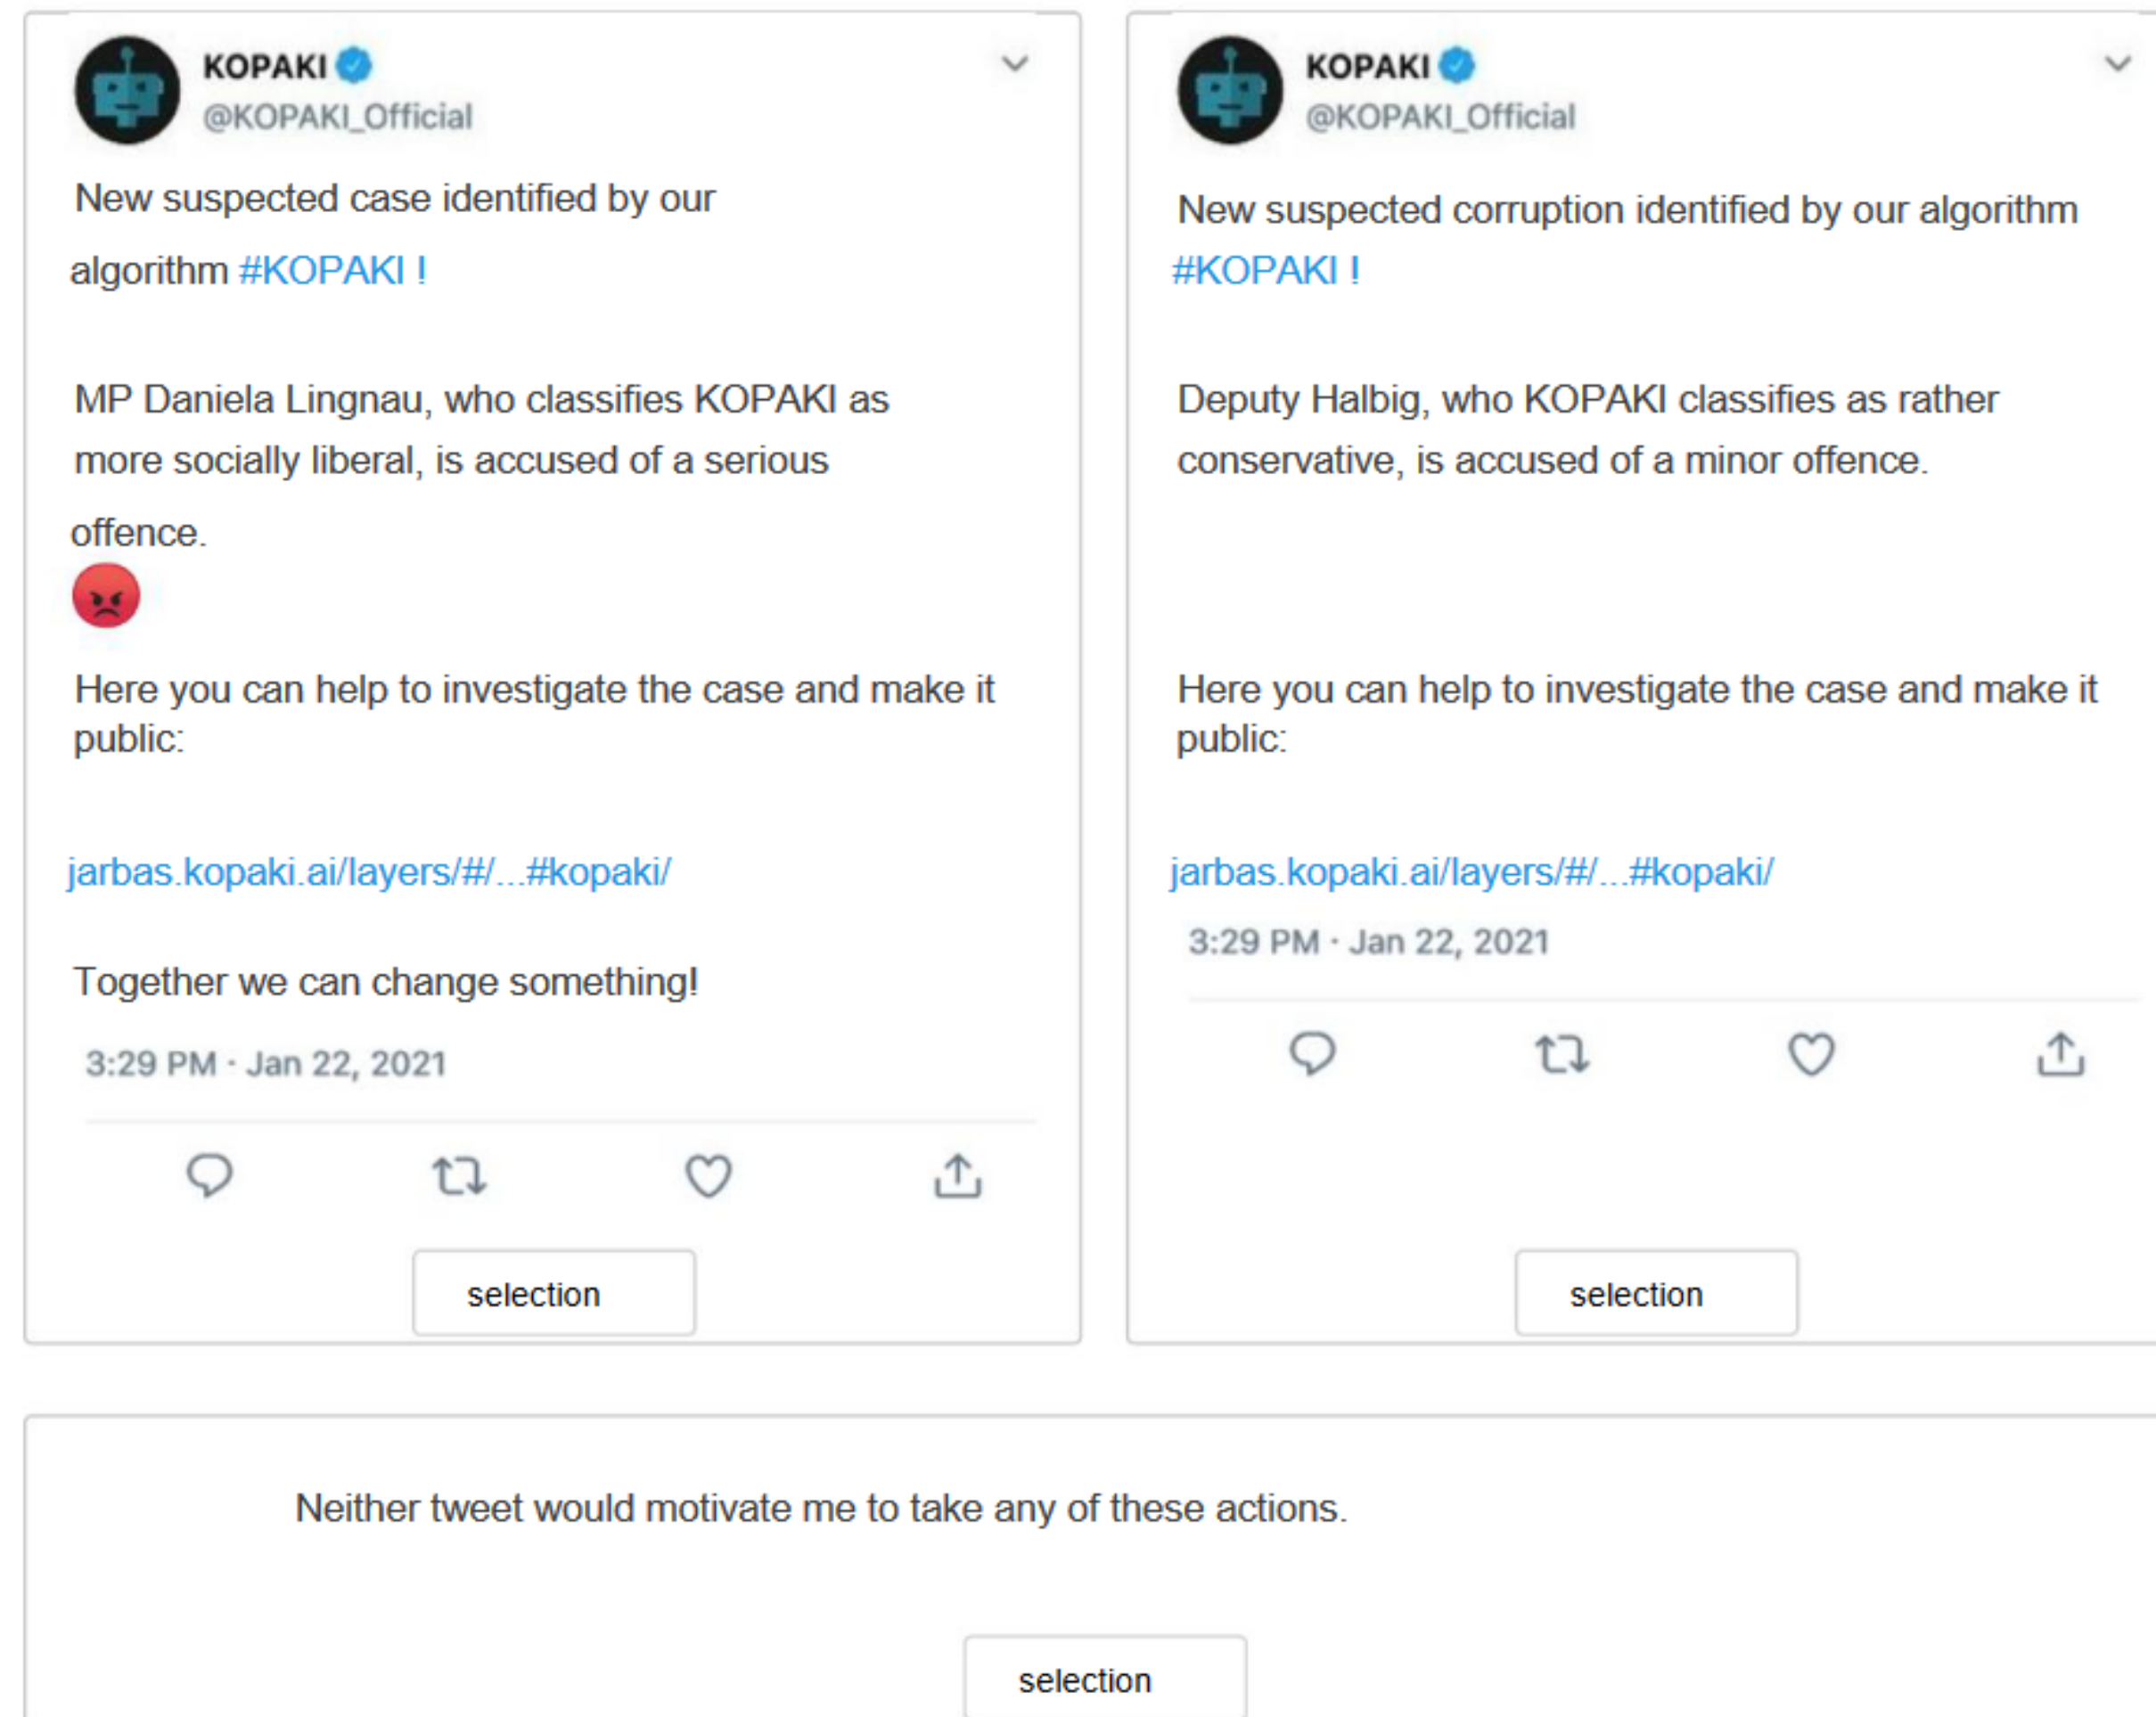 KOPAKI
@KOPAKI_Official
New suspected case identified by our
algorithm #KOPAKI !
MP Daniela Lingnau, who classifies KOPAKI as
more socially liberal, is accused of a serious
offence.
Here you can help to investigate the case and make it
public:
jarbas.kopaki.ai/layers/#/...#kopaki/
Together we can change something!
3:29 PM · Jan 22, 2021
selection
KOPAKI
@KOPAKI_Official
New suspected corruption identified by our algorithm
#KOPAKI !
Deputy Halbig, who KOPAKI classifies as rather
conservative, is accused of a minor offence.
Here you can help to investigate the case and make it
public:
jarbas.kopaki.ai/layers/#/...#kopaki/
3:29 PM · Jan 22, 2021
selection
Neither tweet would motivate me to take any of these actions.
selection